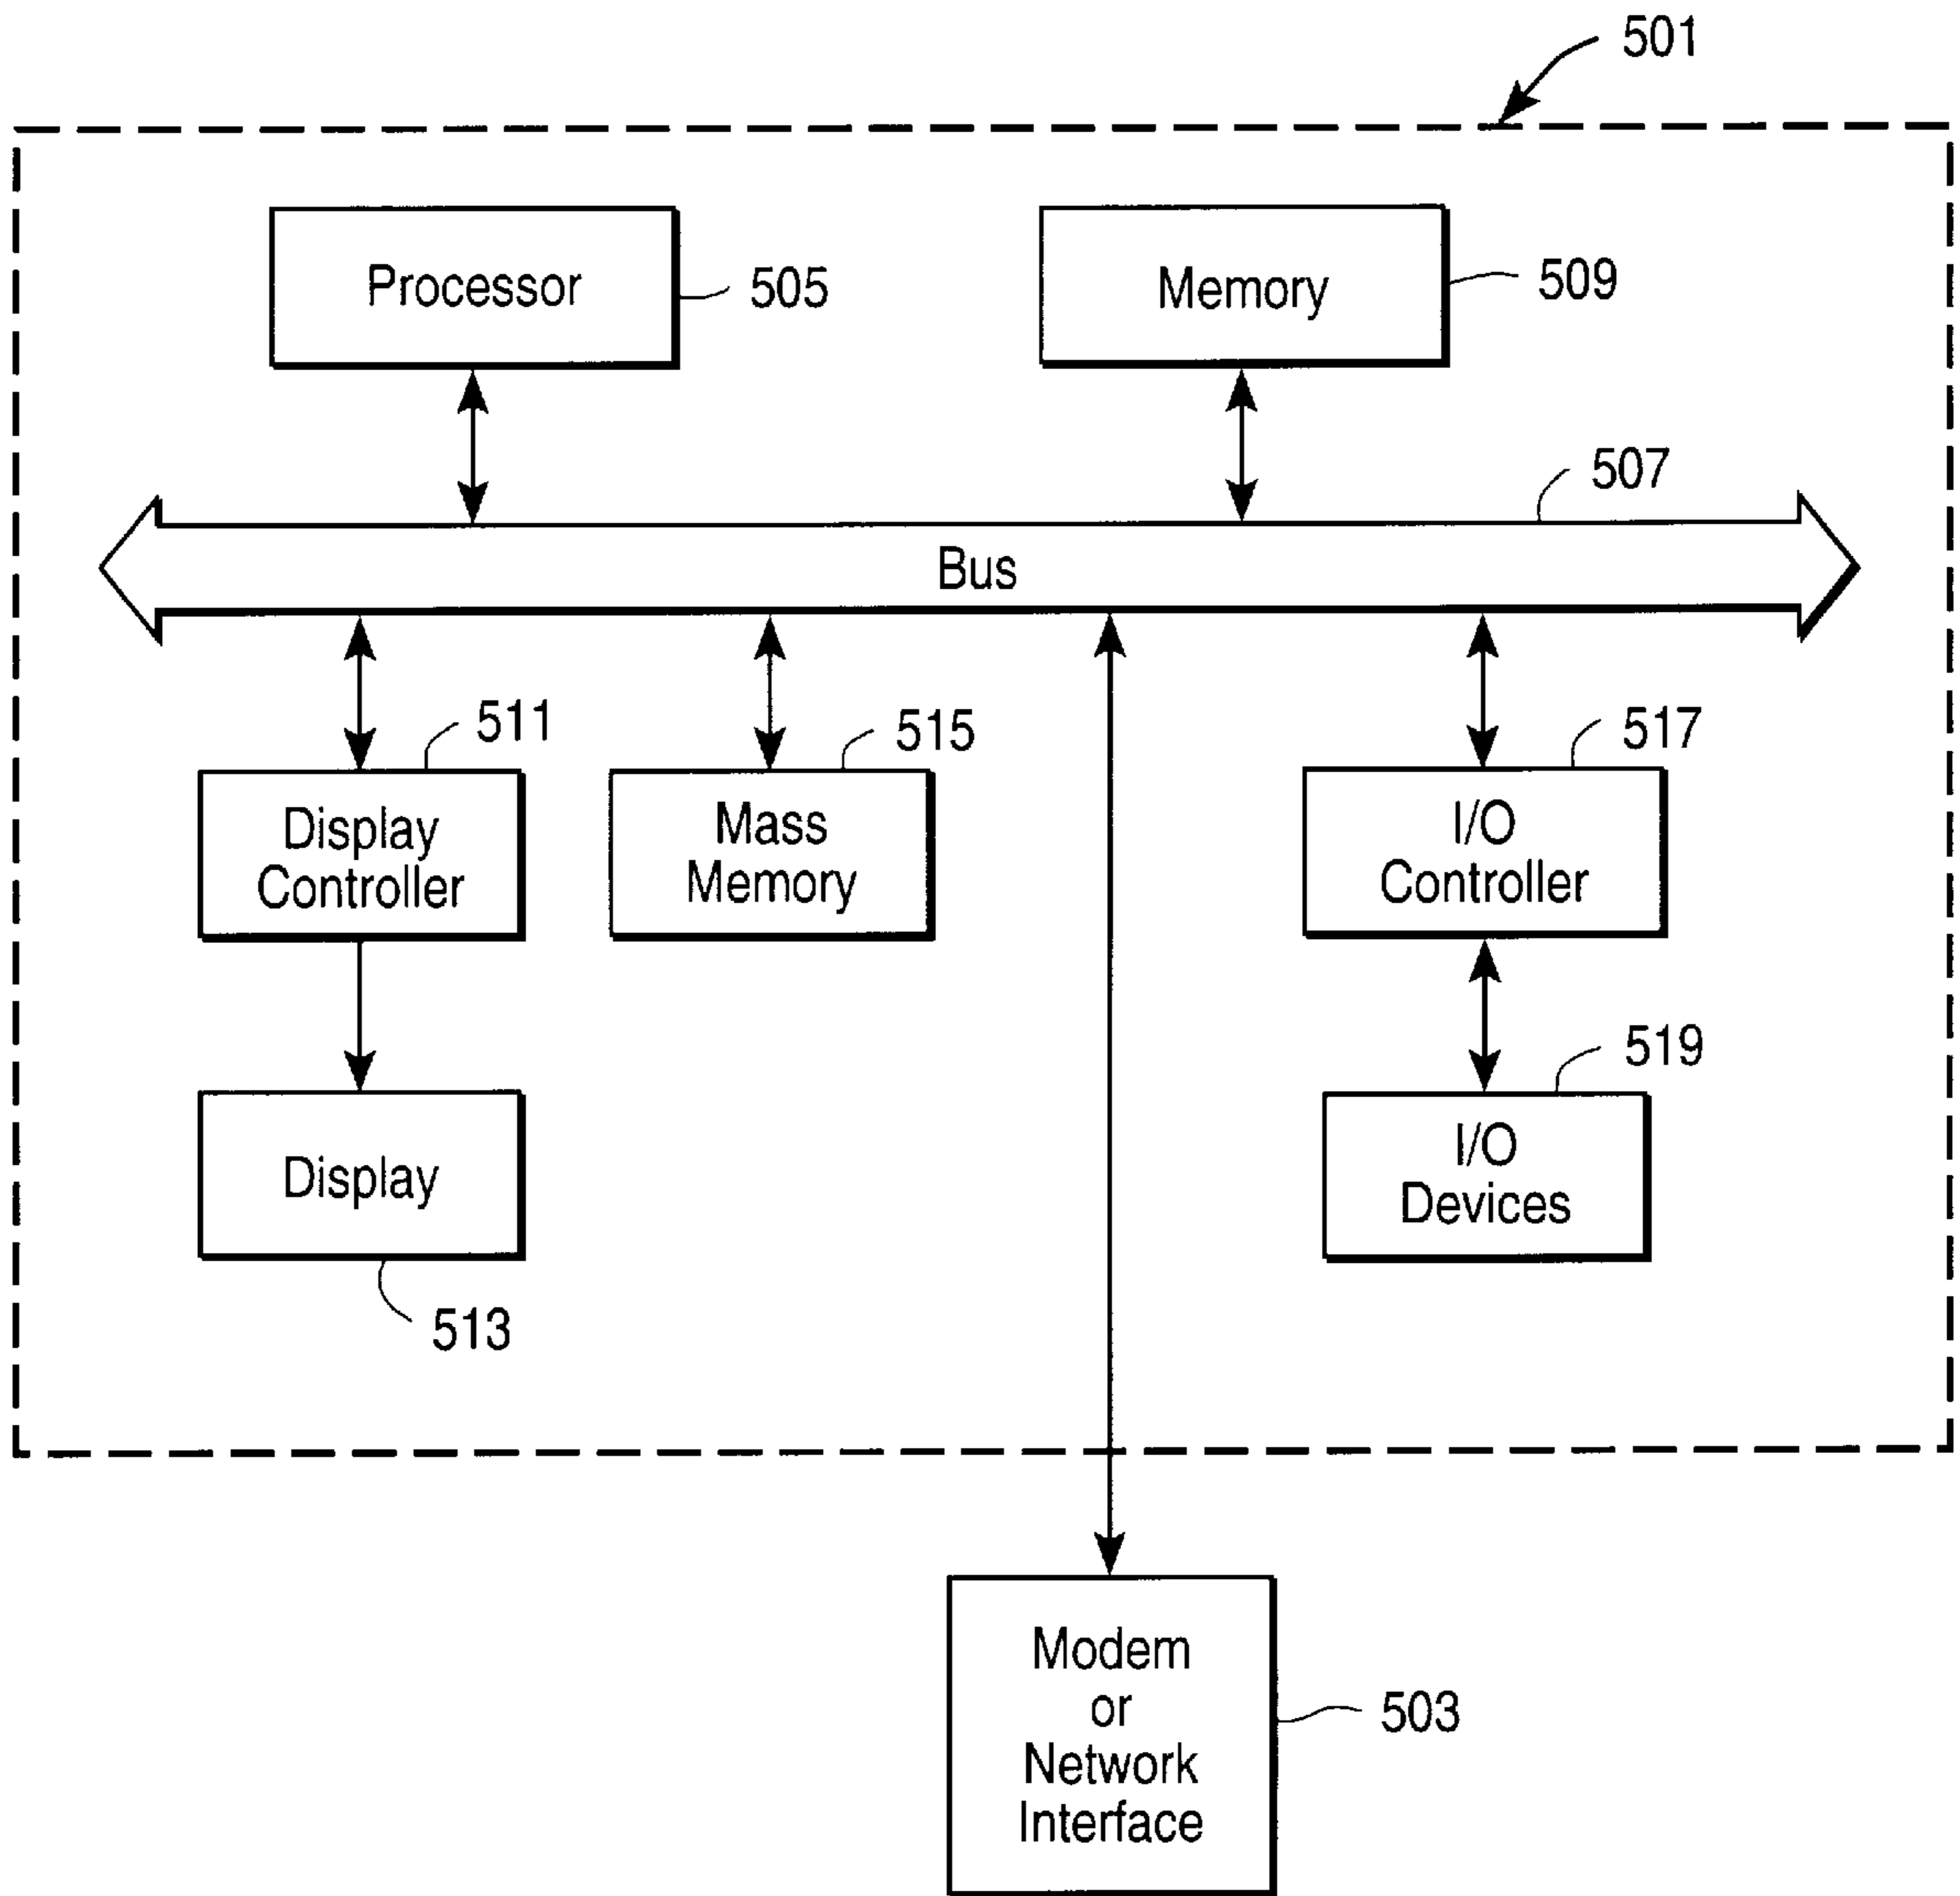 501
Processor
505
Memory
509
507
Bus
511
515
517
Display
Controller
Mass
Memory
I/O
Controller
519
Display
I/O
Devices
513
Modem
or
Network
Interface
503